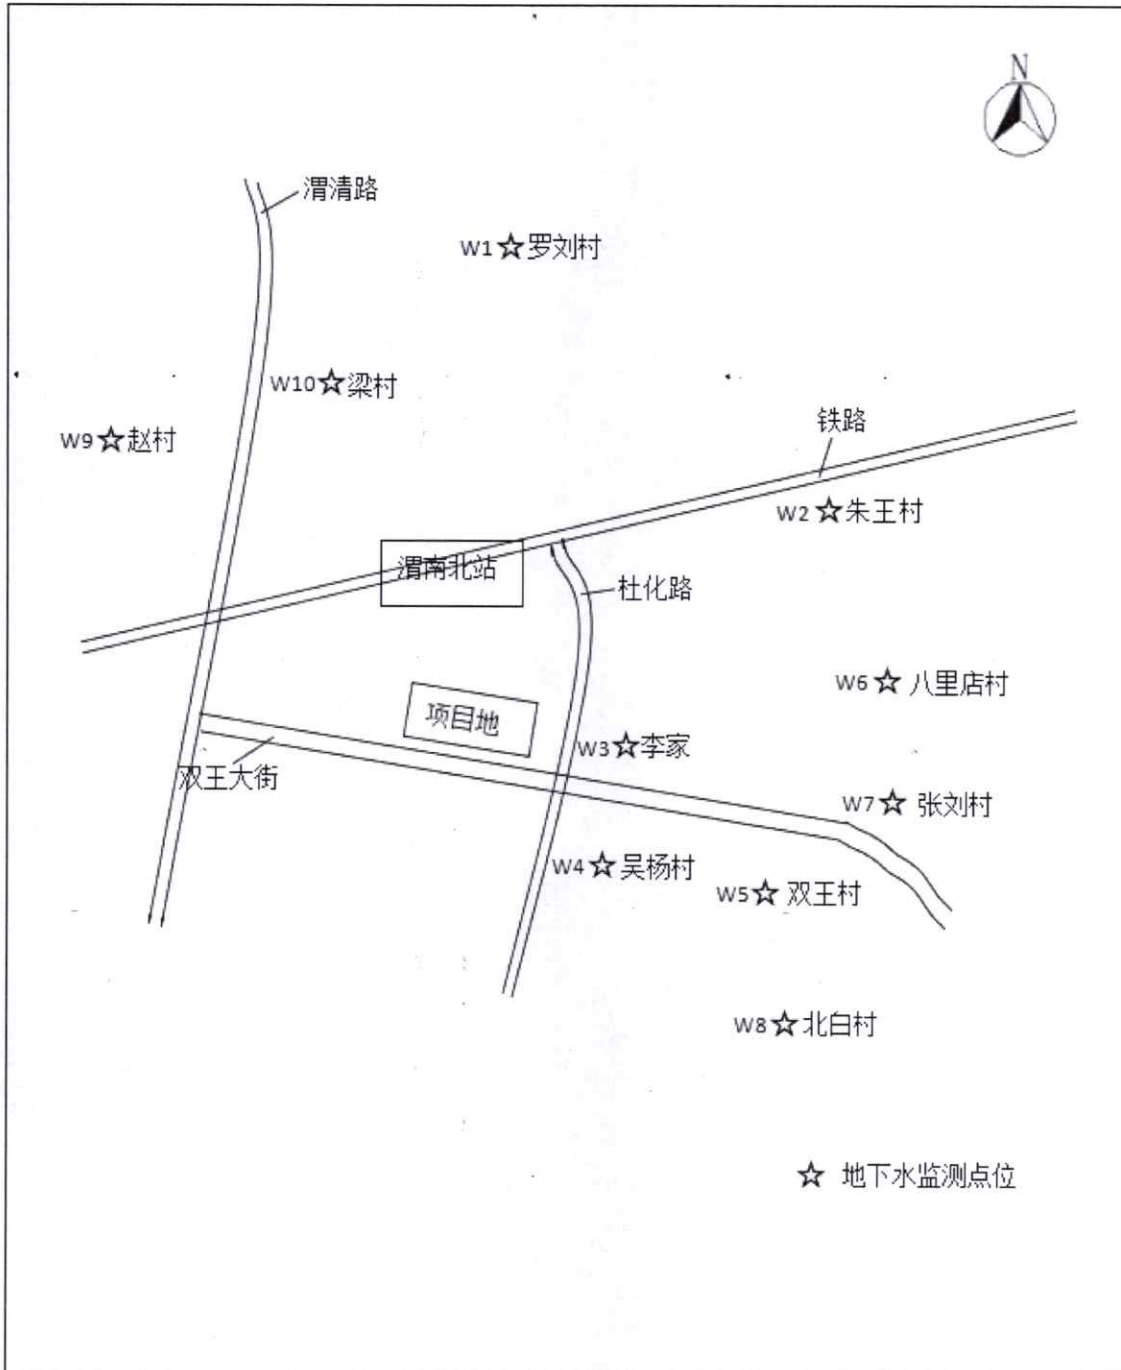 N
渭清路
W1☆罗刘村
W10☆梁村
W9☆赵村
铁路
W2☆朱王村
渭南北站
杜化路
W6☆八里店村
项目地
W3☆李家
双王大街
W7☆张刘村
W4☆吴杨村
W5☆双王村
W8☆北白村
☆ 地下水监测点位